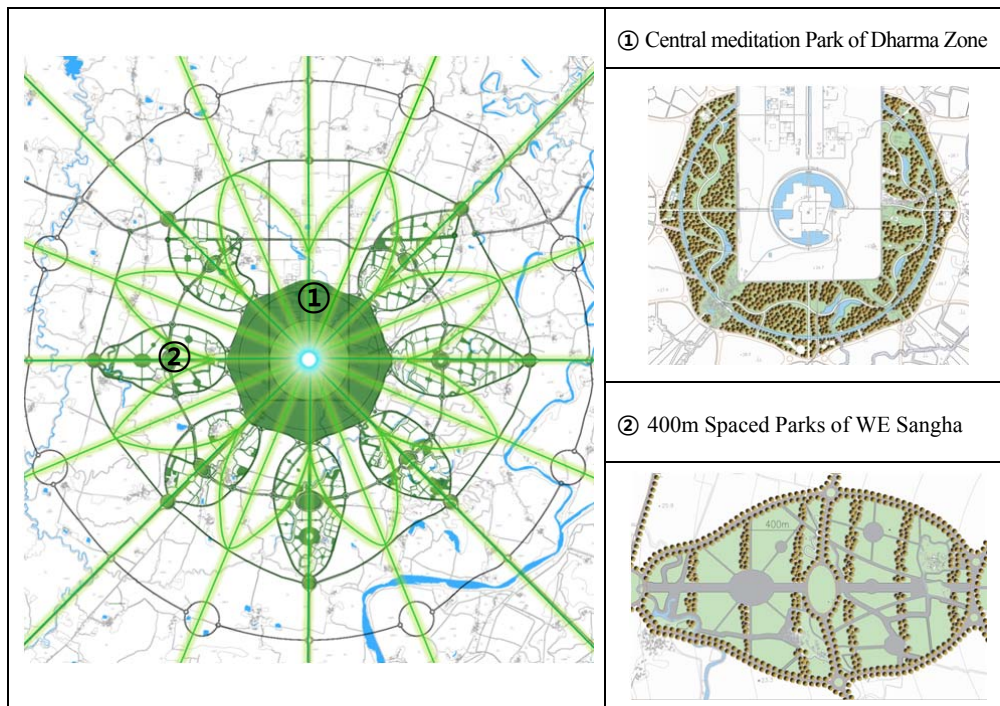 ①
②
① Central meditation Park of Dharma Zone
② 400m Spaced Parks of WE Sangha
400m